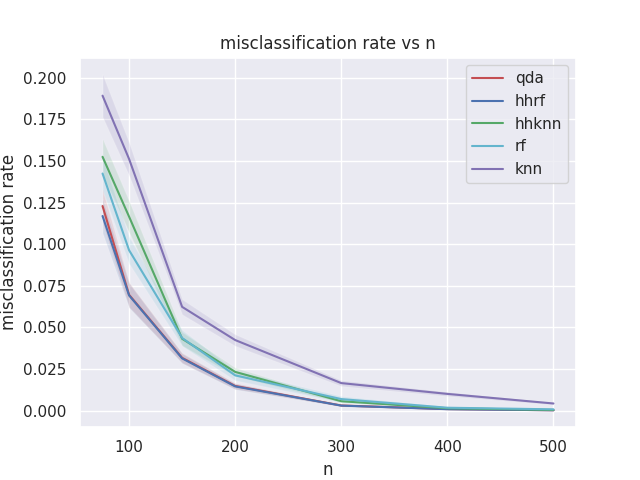 misclassification rate vs n
misclassification rate
0.200
0.175
0.150
0.125
0.100
0.075
0.050
0.025
0.000
qda
hhrf
hhknn
rf
knn
100
200
300
400
500
n